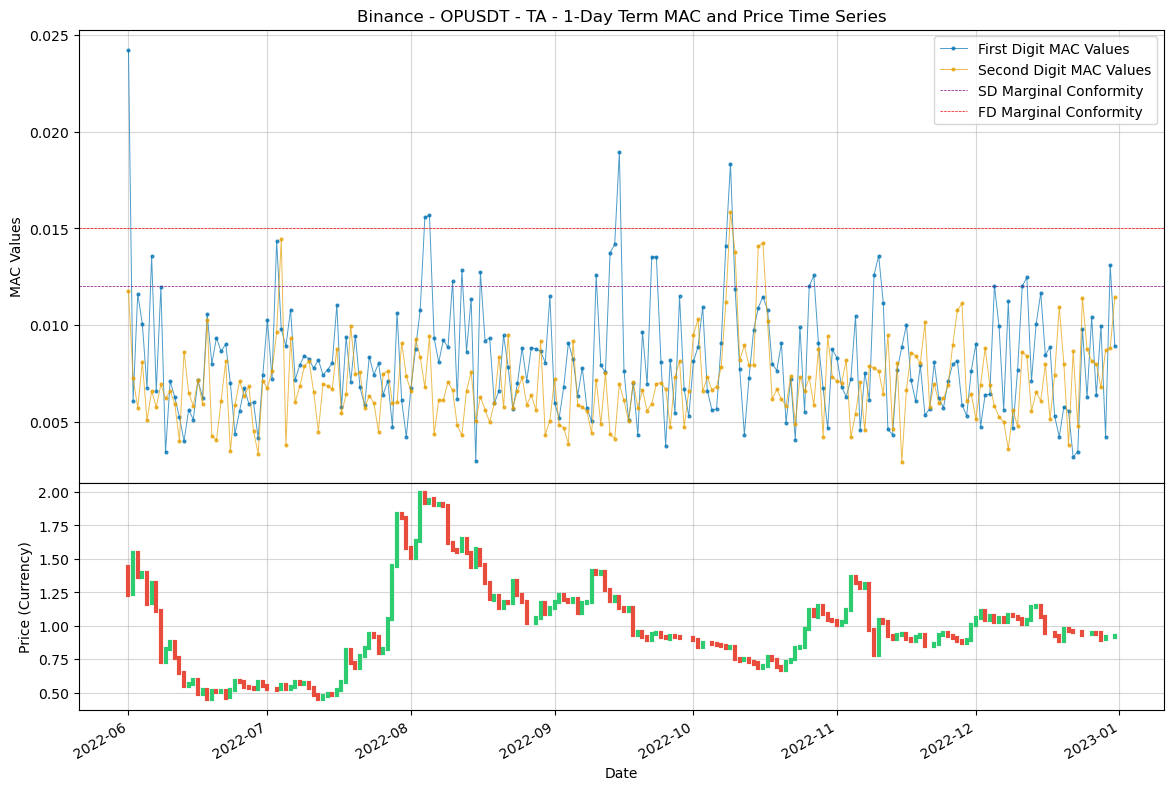 Binance - OPUSDT - TA - 1-Day Term MAC and Price Time Series
0.025
0.020
0.015
0.010
0.005
MAC Values
First Digit MAC Values
Second Digit MAC Values
SD Marginal Conformity
FD Marginal Conformity
2.00
1.75
1.50
1.25
1.00
0.75
0.50
Price (Currency)
2022-06
2022-07
2022-08
2022-09
2022-10
2022-11
2022-12
2023-01
Date